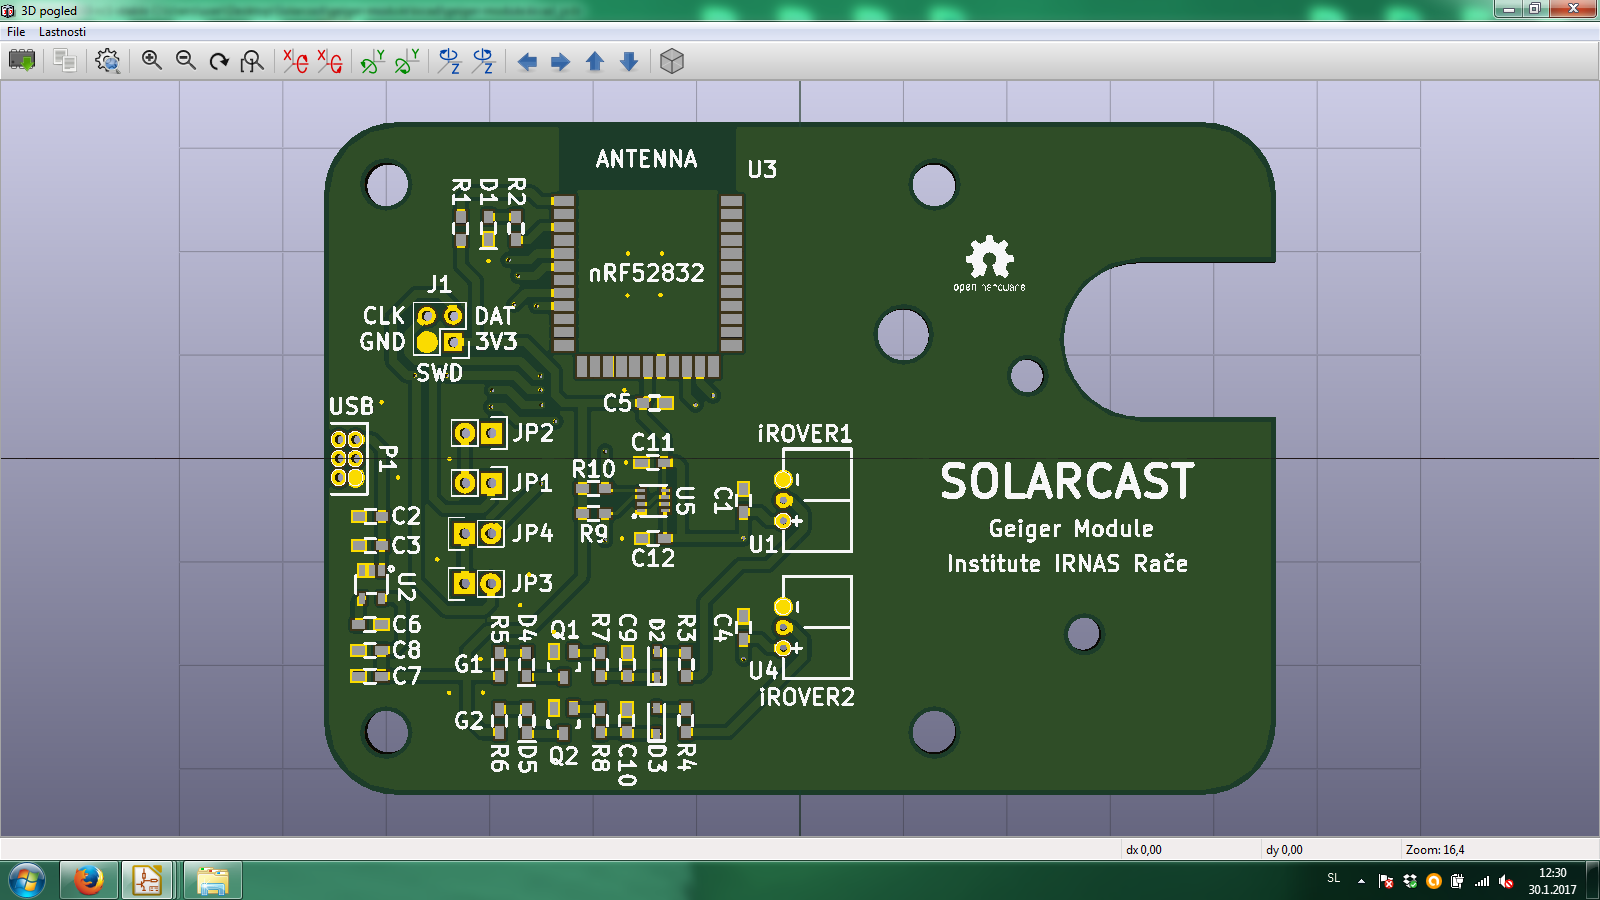 3D pogled
File Lastnosti
X X Y Y Z Z
ANTENNA
U3
R1 D1 R2
nRF52832
open hardware
J1
CLK DAT
GND 3V3
SWD
USB
C5
P1
JP2
iROVER1
C11
R10
JP1
U5
C1
SOLARCAST
C2
R9
JP4
U1
Geiger Module
C3
C12
Institute IRNAS Rače
U2
JP3
C6
R5 D4 Q1 R7 C9 D2 R3
C4
C8
G1
U4
C7
iROVER2
G2
R6 D5 Q2 R8 C10 D3 R4
dx 0,00 dy 0,00 Zoom: 16,4
SL
12:30
30.1.2017